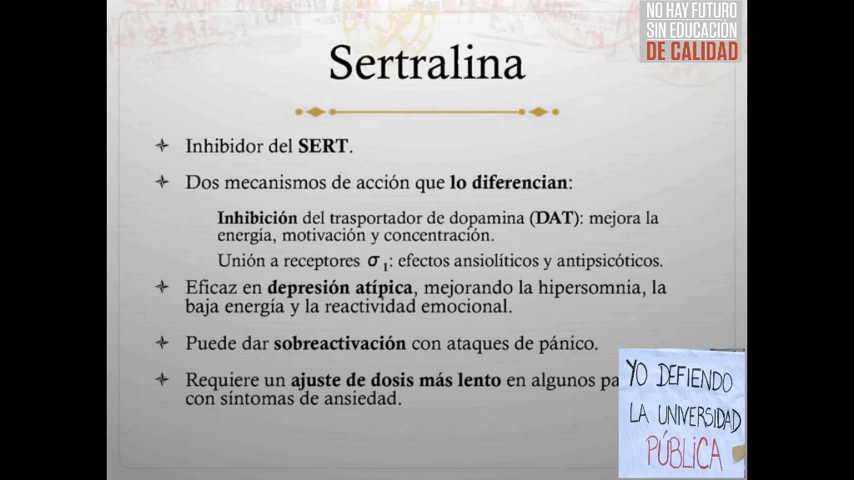 NO HAY FUTURO
SIN EDUCACIÓN
DE CALIDAD
Sertralina
Inhibidor del SERT.
Dos mecanismos de acción que lo diferencian:
Inhibición del trasportador de dopamina (DAT): mejora la
energía, motivación y concentración.
Unión a receptores σ1: efectos ansiolíticos y antipsicóticos.
Eficaz en depresión atípica, mejorando la hipersomnia, la
baja energía y la reactividad emocional.
Puede dar sobreactivación con ataques de pánico.
Requiere un ajuste de dosis más lento en algunos pa
con síntomas de ansiedad.
YO DEFIENDO
LA UNIVERSIDAD
PÚBLICA